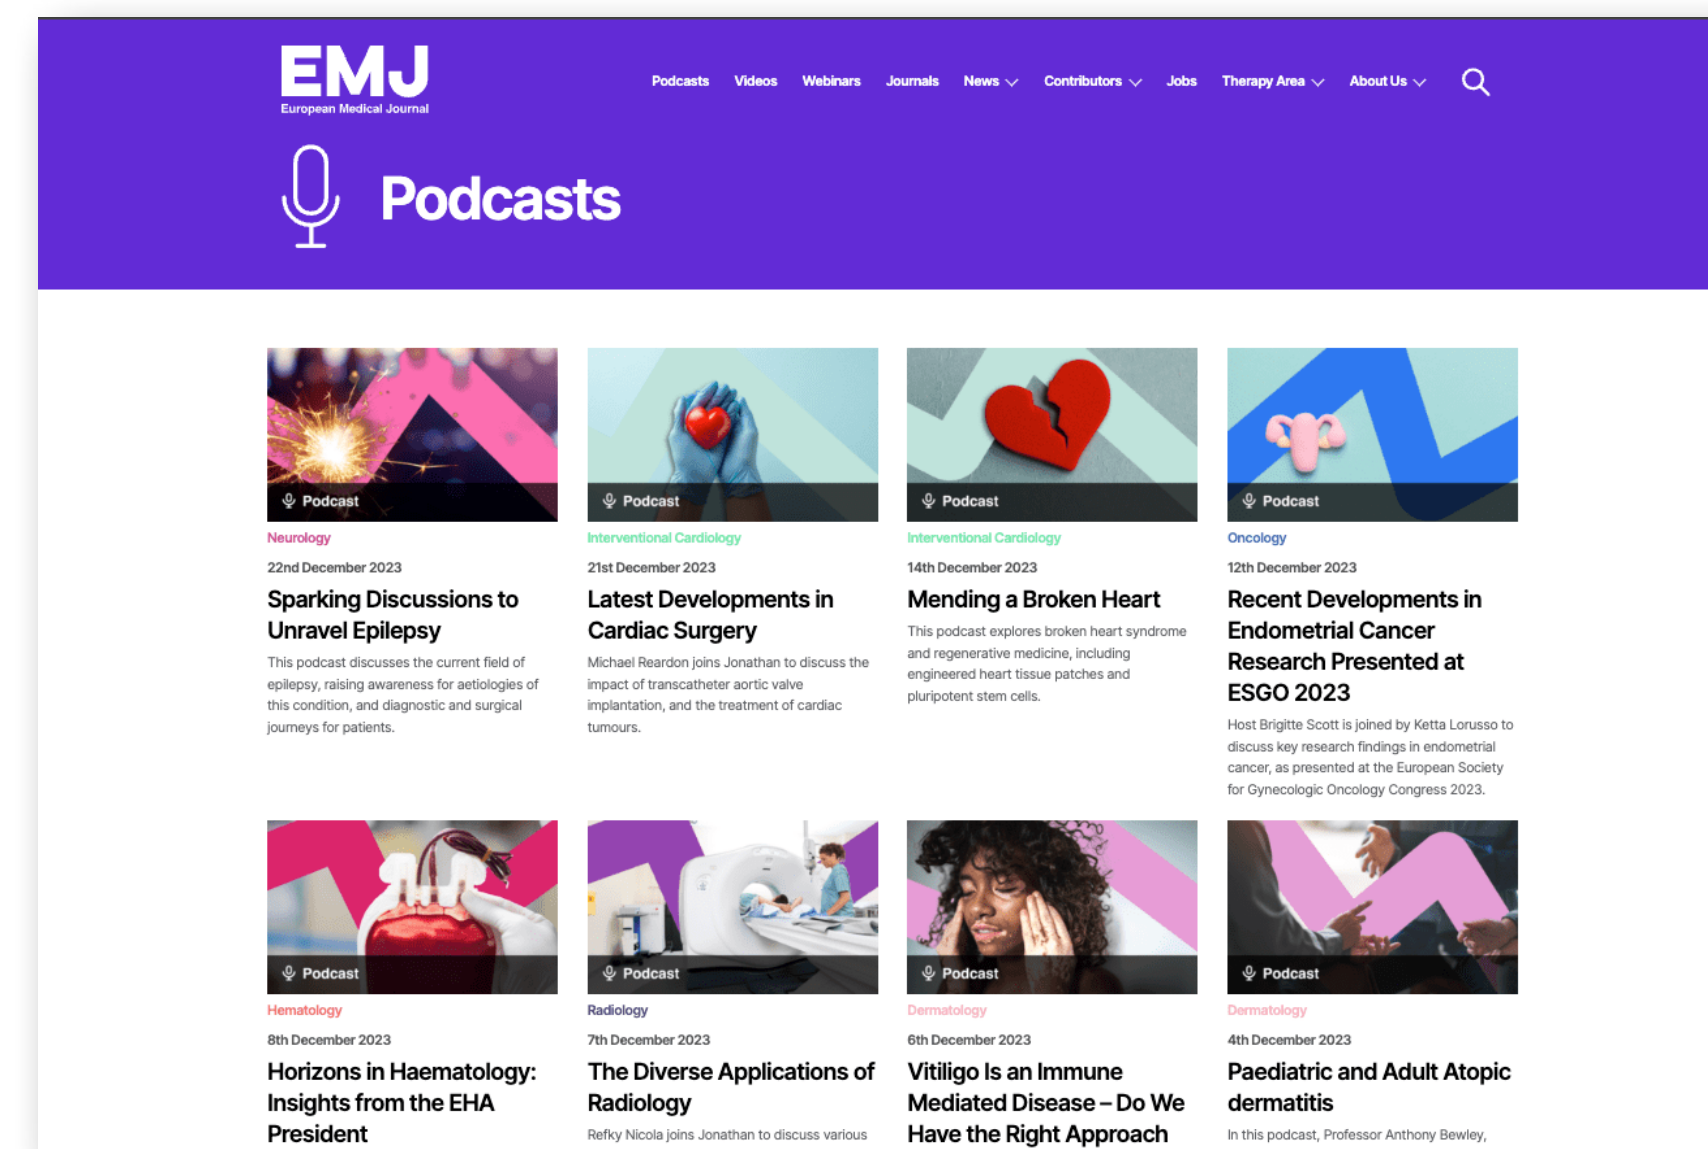 EMJ
European Medical Journal
Podcasts Videos Webinars Journals News Contributors Jobs Therapy Area About Us
Podcasts
Podcast
Neurology
22nd December 2023
Sparking Discussions to
Unravel Epilepsy
This podcast discusses the current field of
epilepsy, raising awareness for aetiologies of
this condition, and diagnostic and surgical
journeys for patients.
Podcast
Interventional Cardiology
21st December 2023
Latest Developments in
Cardiac Surgery
Michael Reardon joins Jonathan to discuss the
impact of transcatheter aortic valve
implantation, and the treatment of cardiac
tumours.
Podcast
Interventional Cardiology
14th December 2023
Mending a Broken Heart
This podcast explores broken heart syndrome
and regenerative medicine, including
engineered heart tissue patches and
pluripotent stem cells.
Podcast
Oncology
12th December 2023
Recent Developments in
Endometrial Cancer
Research Presented at
ESGO 2023
Host Brigitte Scott is joined by Ketta Lorusso to
discuss key research findings in endometrial
cancer, as presented at the European Society
for Gynecologic Oncology Congress 2023.
Podcast
Hematology
8th December 2023
Horizons in Haematology:
Insights from the EHA
President
Podcast
Radiology
7th December 2023
The Diverse Applications of
Radiology
Refky Nicola joins Jonathan to discuss various
Podcast
Dermatology
6th December 2023
Vitiligo Is an Immune
Mediated Disease – Do We
Have the Right Approach
Podcast
Dermatology
4th December 2023
Paediatric and Adult Atopic
dermatitis
In this podcast, Professor Anthony Bewley,